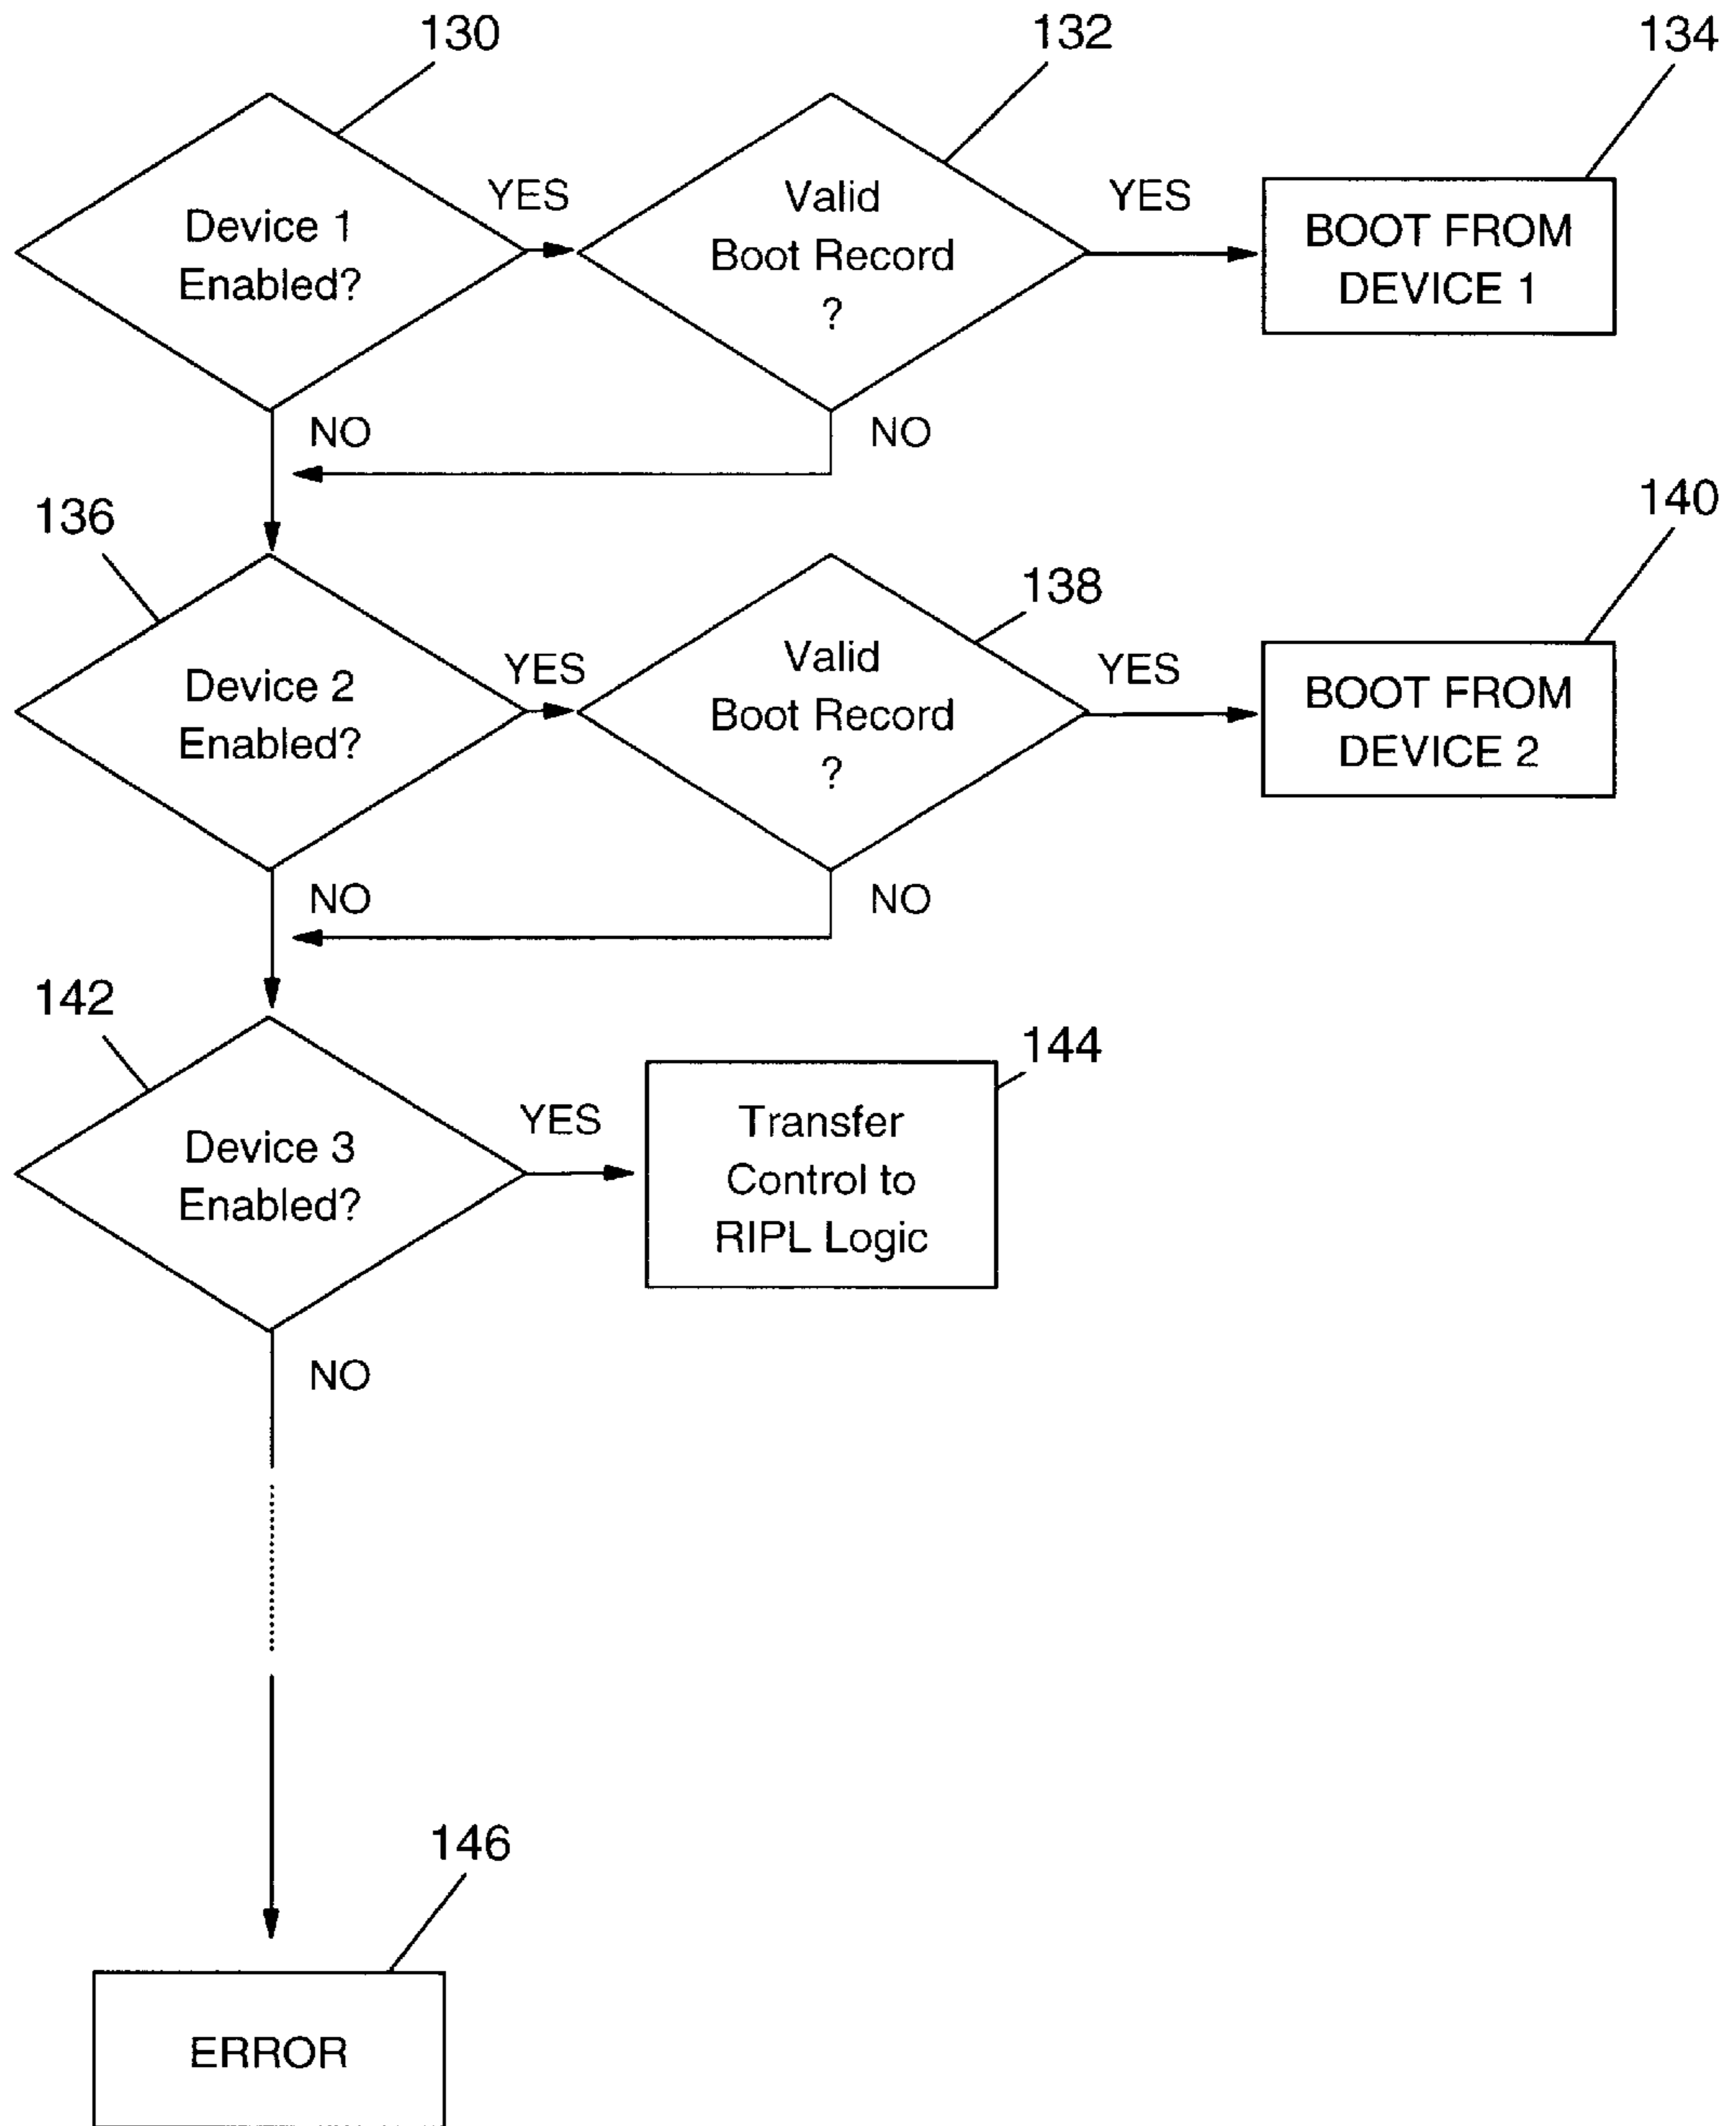 130
132
134
Device 1
Enabled?
YES
Valid
Boot Record
?
YES
BOOT FROM
DEVICE 1
NO
NO
136
138
140
Device 2
Enabled?
YES
Valid
Boot Record
?
YES
BOOT FROM
DEVICE 2
NO
NO
142
144
Device 3
Enabled?
YES
Transfer
Control to
RIPL Logic
NO
146
ERROR